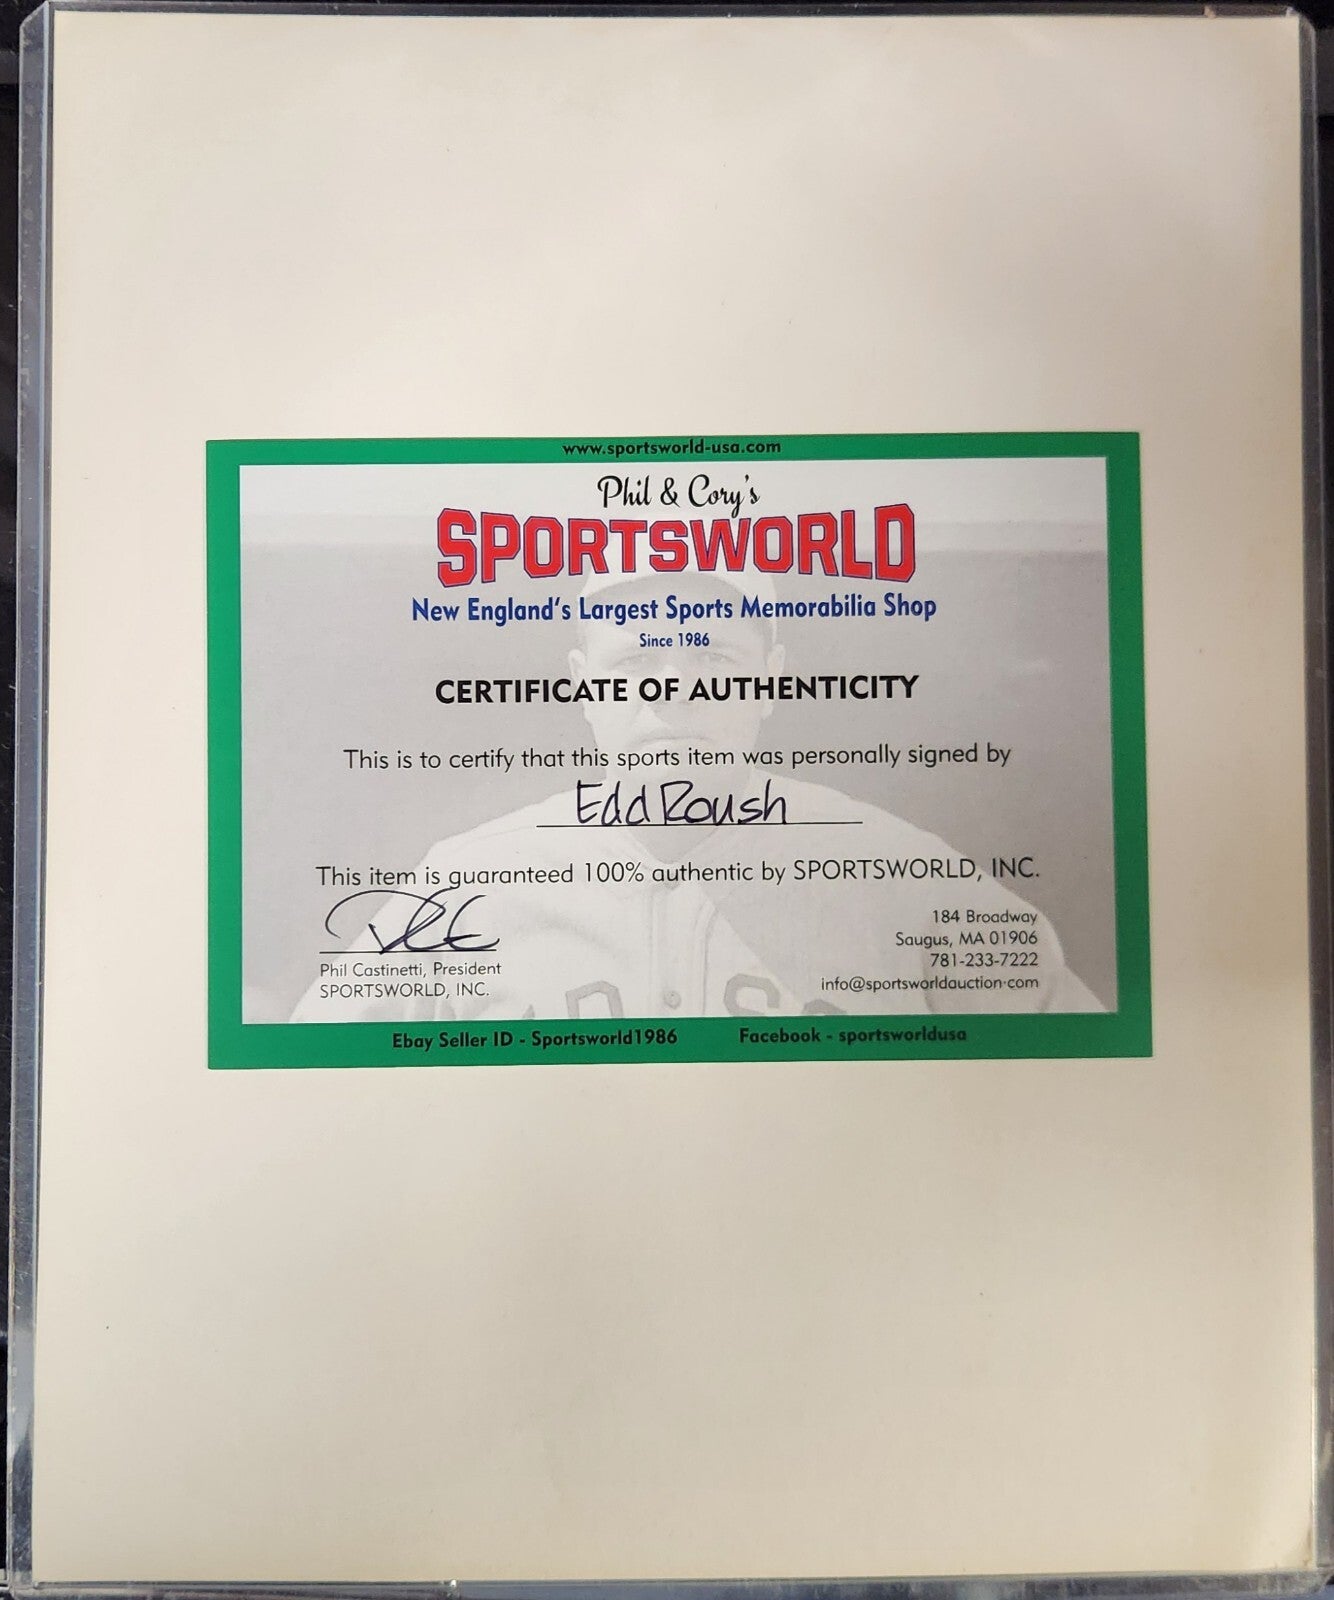 www.sportsworld-usa.com
Phil & Cory's
SPORTSWORLD
New England's Largest Sports Memorabilia Shop
Since 1986
CERTIFICATE OF AUTHENTICITY
This is to certify that this sports item was personally signed by
Edd Roush
This item is guaranteed 100% authentic by SPORTSWORLD, INC.
Phil Castinetti, President
SPORTSWORLD, INC.
184 Broadway
Saugus, MA 01906
781-233-7222
info@sportsworldauction.com
Ebay Seller ID - Sportsworld1986
Facebook - sportsworldusa